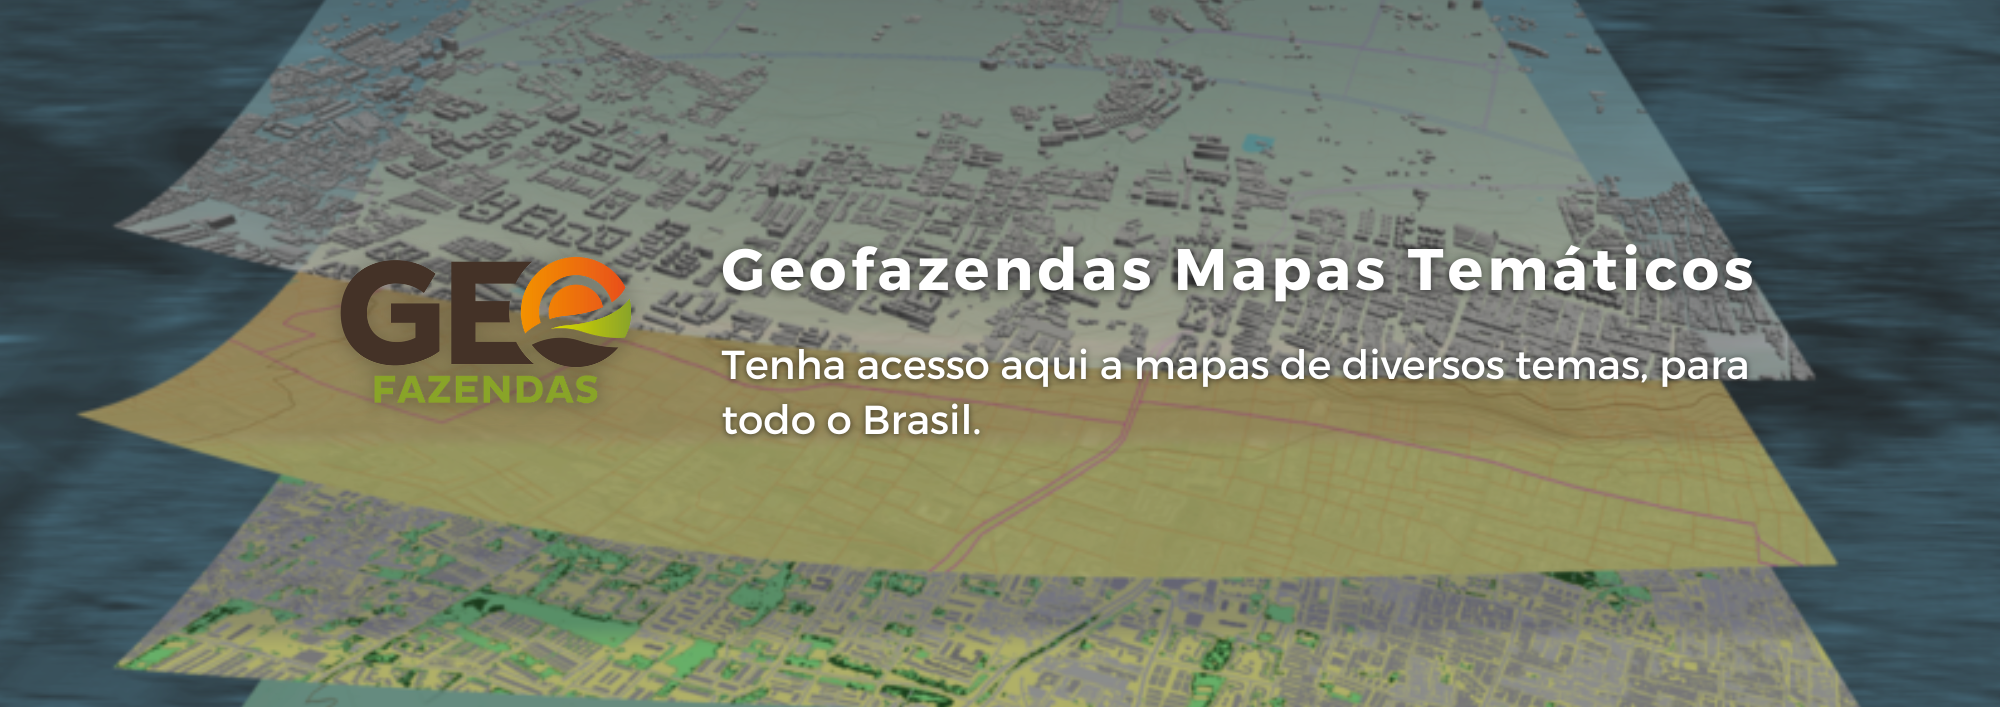 GEO
FAZENDAS
Geofazendas Mapas Temáticos
Tenha acesso aqui a mapas de diversos temas, para
todo o Brasil.